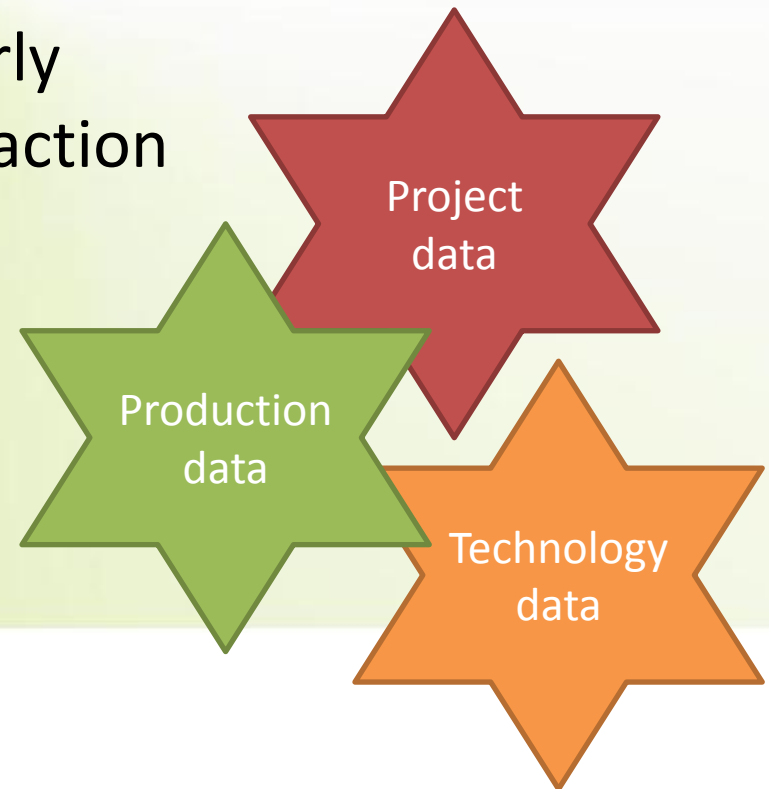 rly
action
Project
data
Production
data
Technology
data